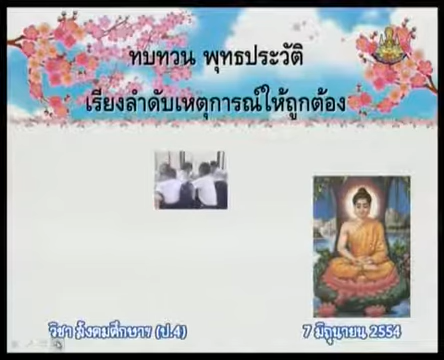 ทบทวน พุทธประวัติ
เรียงลำดับเหตุการณ์ให้ถูกต้อง
วิชา สังคมศึกษาฯ (ป.4)
7 มิถุนายน 2554